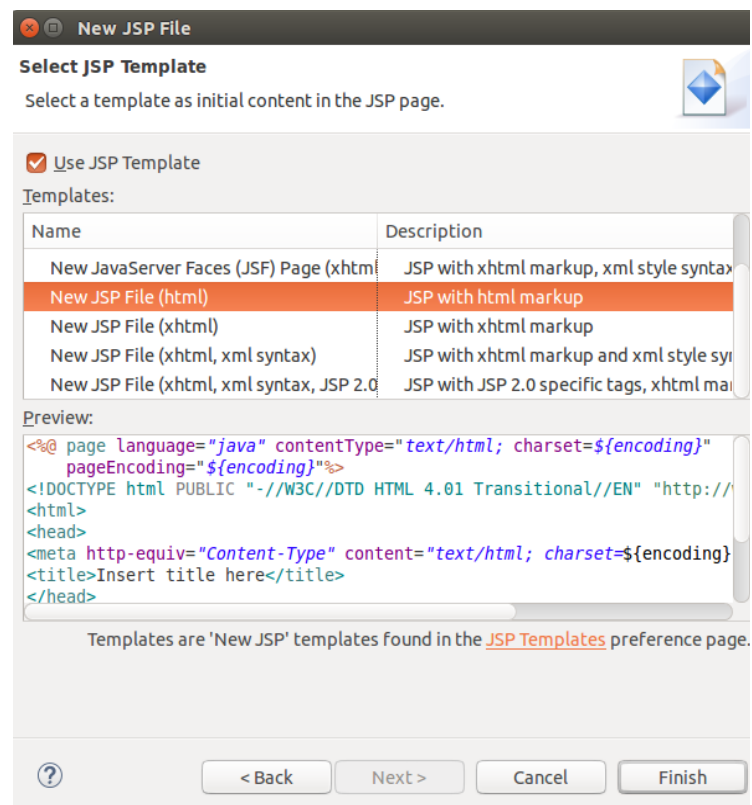 New JSP File
Select JSP Template
Select a template as initial content in the JSP page.
Use JSP Template
Templates:
Name Description
New JavaServer Faces (JSF) Page (xhtml JSP with xhtml markup, xml style syntax
New JSP File (html) JSP with html markup
New JSP File (xhtml) JSP with xhtml markup
New JSP File (xhtml, xml syntax) JSP with xhtml markup and xml style syn
New JSP File (xhtml, xml syntax, JSP 2.0 JSP with JSP 2.0 specific tags, xhtml mar
Preview:
<%@ page language="java" contentType="text/html; charset=${encoding}"
pageEncoding="${encoding}"%>
<!DOCTYPE html PUBLIC "-//W3C//DTD HTML 4.01 Transitional//EN" "http://
<html>
<head>
<meta http-equiv="Content-Type" content="text/html; charset=${encoding}
<title>Insert title here</title>
</head>
Templates are 'New JSP' templates found in the JSP Templates preference page.
?
< Back Next > Cancel Finish